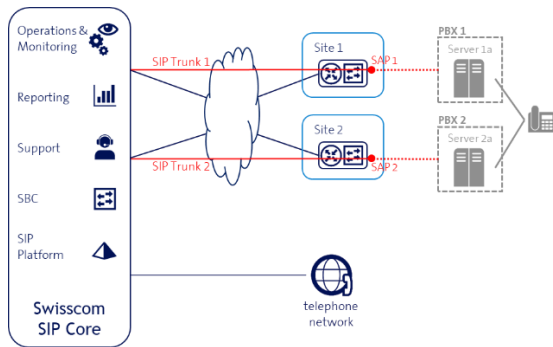 Operations &
Monitoring
Reporting
Support
SBC
SIP
Platform
Swisscom
SIP Core
SIP Trunk 1
SIP Trunk 2
Site 1
SAP 1
Site 2
SAP 2
PBX 1
Server 1a
PBX 2
Server 2a
telephone
network